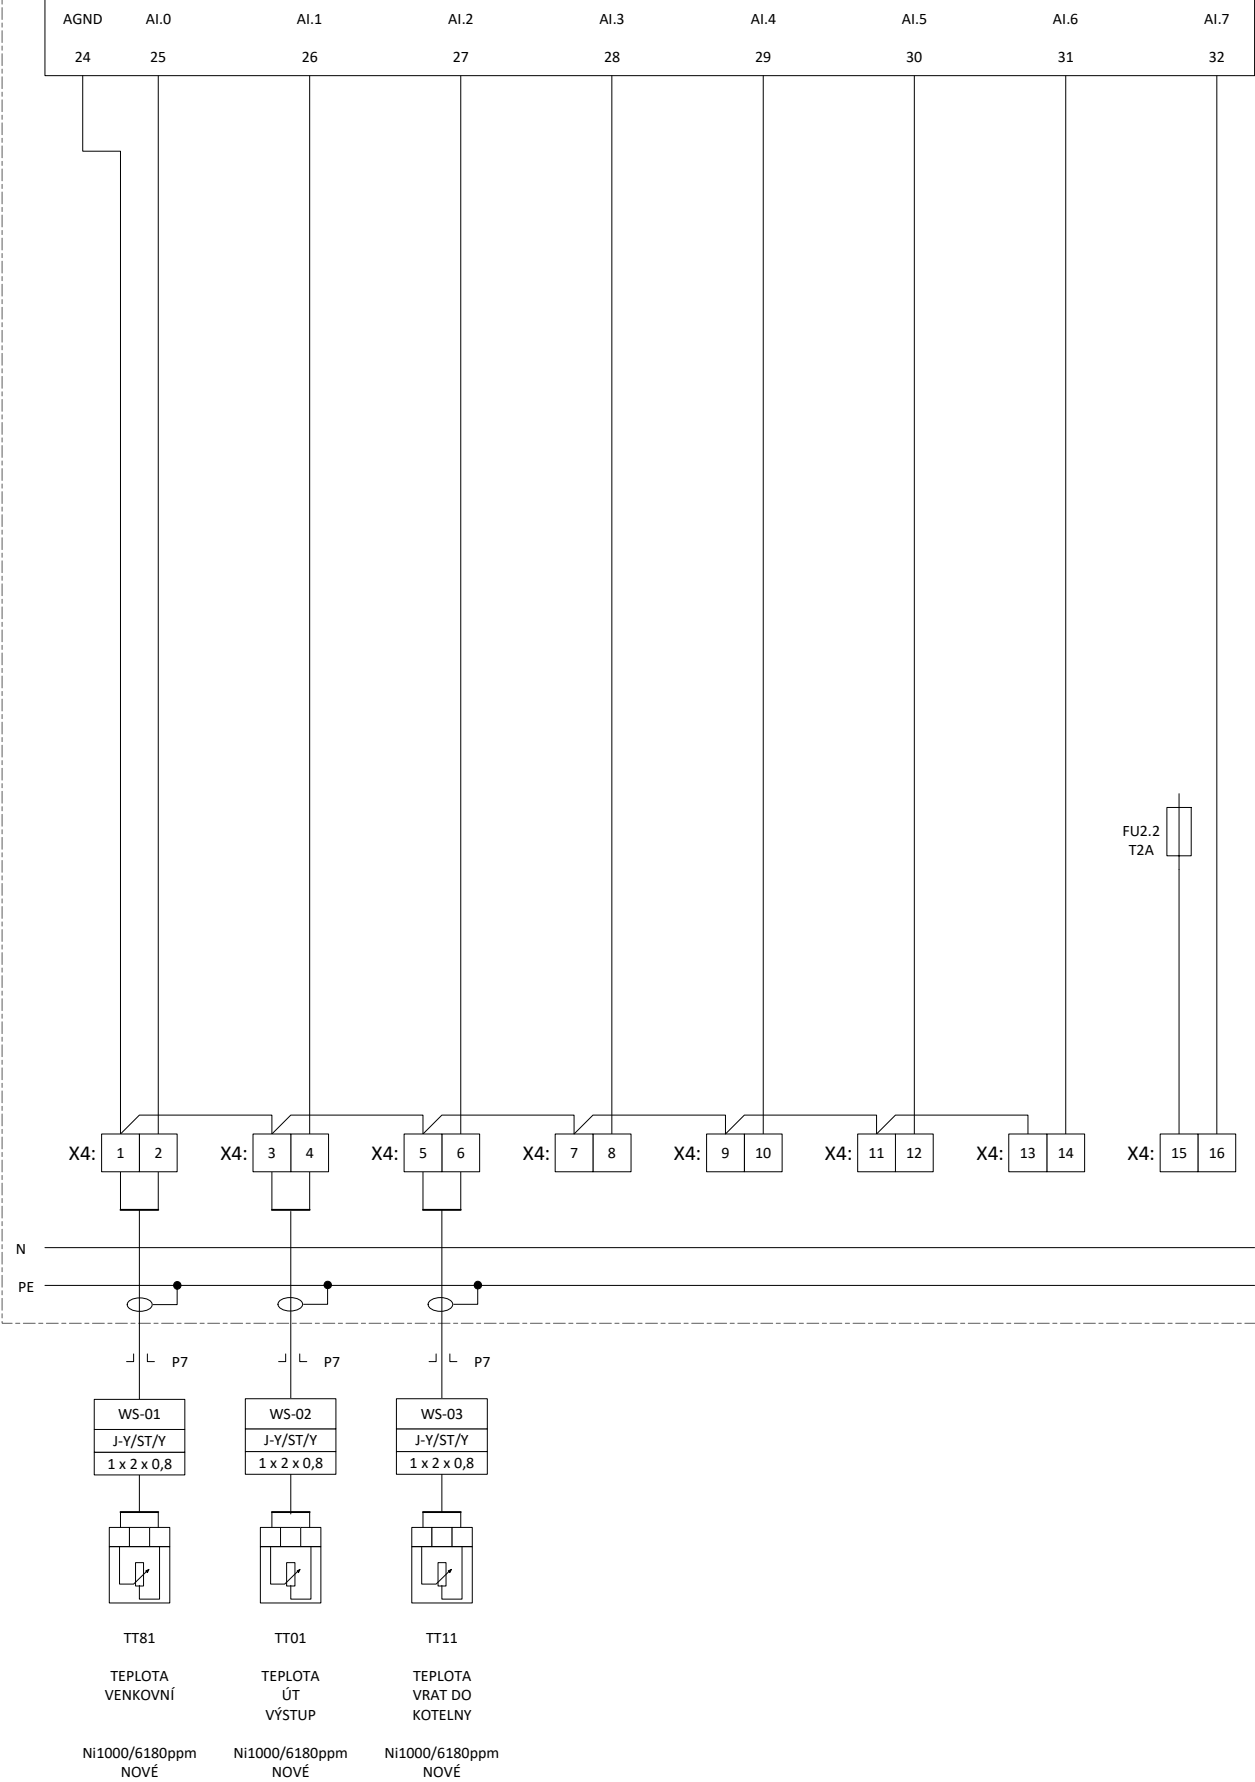 AGND AI.0 AI.1 AI.2 AI.3 AI.4 AI.5 AI.6 AI.7
24 25 26 27 28 29 30 31 32
FU2.2
T2A
X4: 1 2 X4: 3 4 X4: 5 6 X4: 7 8 X4: 9 10 X4: 11 12 X4: 13 14 X4: 15 16
N
PE
P7 P7 P7
WS-01 WS-02 WS-03
J-Y/ST/Y J-Y/ST/Y J-Y/ST/Y
1 x 2 x 0,8 1 x 2 x 0,8 1 x 2 x 0,8
TT81 TT01 TT11
TEPLOTA TEPLOTA TEPLOTA
VENKOVNÍ ÚT VRAT DO
VÝSTUP KOTELNY
Ni1000/6180ppm Ni1000/6180ppm Ni1000/6180ppm
NOVÉ NOVÉ NOVÉ